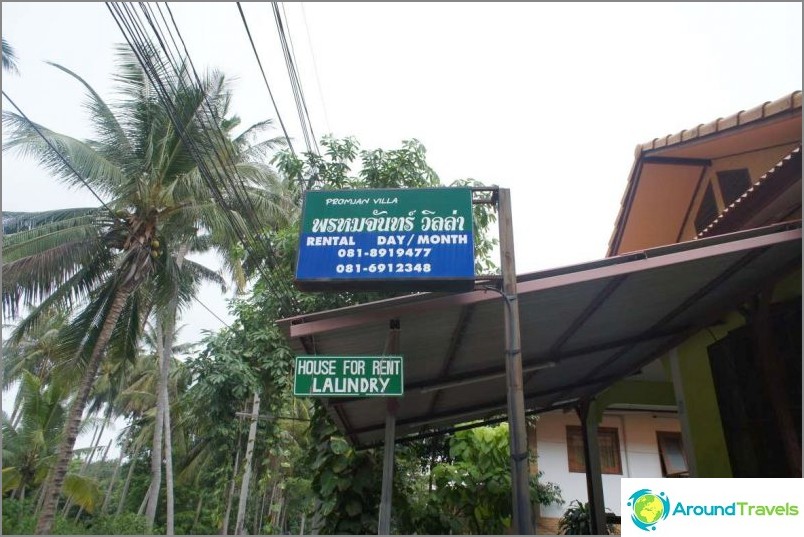 PROMJAN VILLA
พรหมจันทร์ วิลล่า
RENTAL DAY/MONTH
081-8919477
081-6912348
HOUSE FOR RENT
LAUNDRY
AROUNDTRAVELS